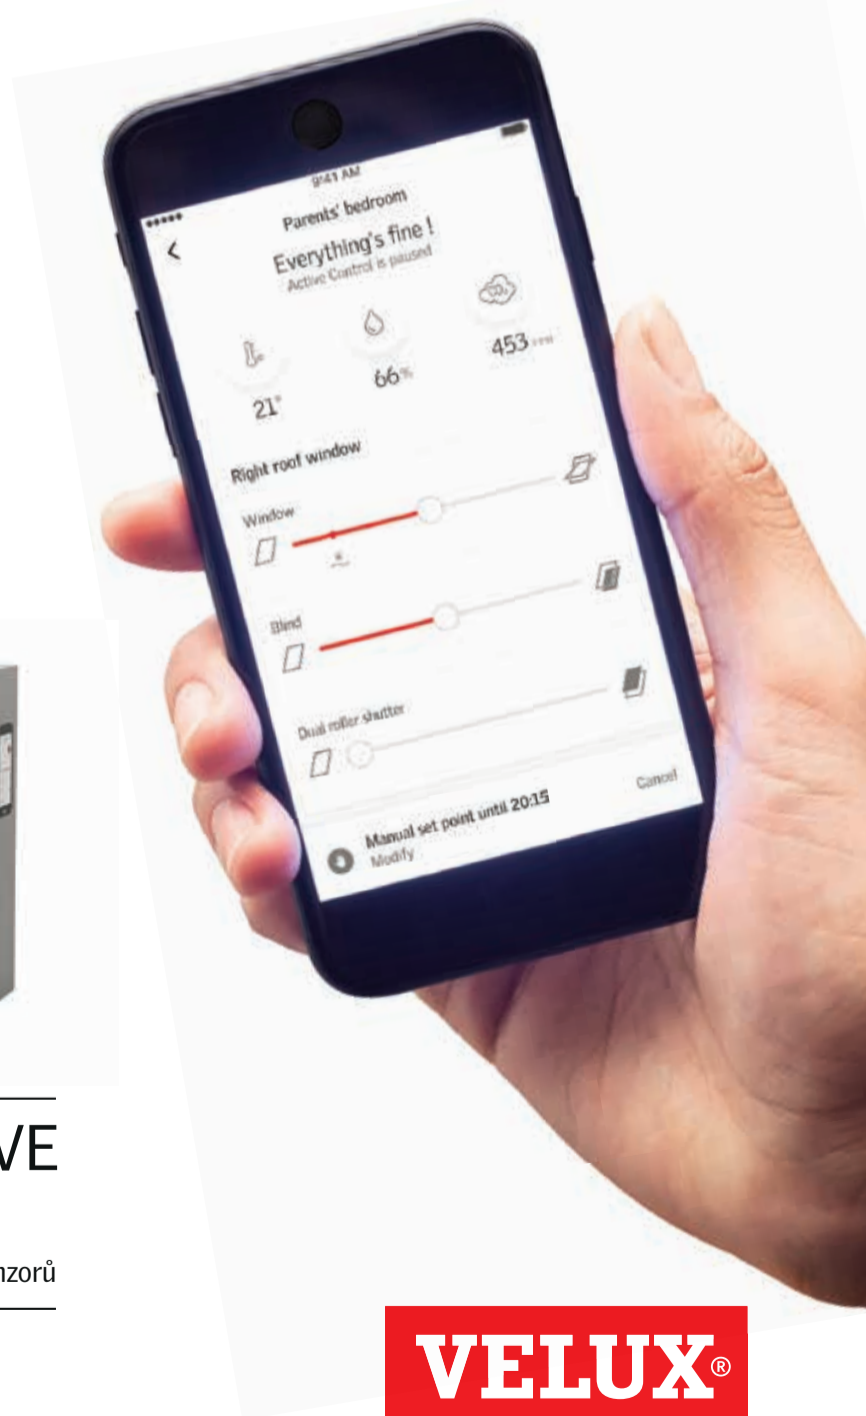 9:41 AM
Parents' bedroom
Everything's fine !
Active Control is paused
21°
66%
453 PPM
Right roof window
Window
Blind
Dual roller shutter
Manual set point until 20:15
Modify
Cancel
VE
nzorů
VELUX®